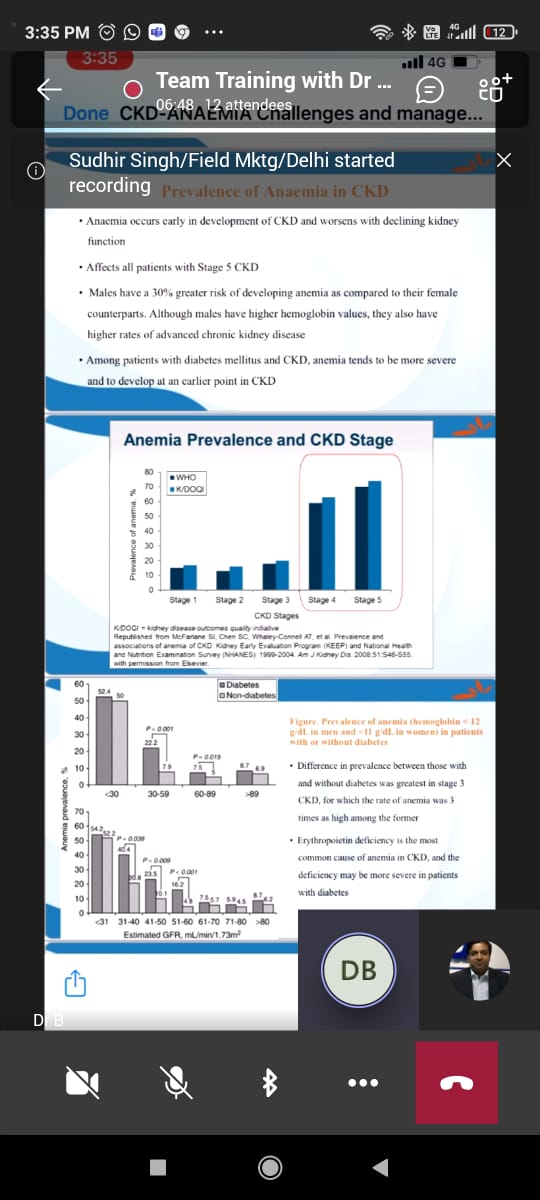 3:35 PM
Vo LTE 4G 12
3:35
4G
Team Training with Dr ...
06:48 12 attendees
Done CKD-ANAEMIA Challenges and manage...
Sudhir Singh/Field Mktg/Delhi started
recording
Prevalence of Anaemia in CKD
• Anaemia occurs early in development of CKD and worsens with declining kidney
function
• Affects all patients with Stage 5 CKD
• Males have a 30% greater risk of developing anemia as compared to their female
counterparts. Although males have higher hemoglobin values, they also have
higher rates of advanced chronic kidney disease
• Among patients with diabetes mellitus and CKD, anemia tends to be more severe
and to develop at an earlier point in CKD
Anemia Prevalence and CKD Stage
WHO
K/DOQI
Prevalence of anemia, %
80
70
60
50
40
30
20
10
0
Stage 1 Stage 2 Stage 3 Stage 4 Stage 5
CKD Stages
K/DOQI = kidney disease outcomes quality initiative
Republished from McFarlane SI, Chen SC, Whaley-Connell AT, et al. Prevalence and
associations of anemia of CKD: Kidney Early Evaluation Program (KEEP) and National Health
and Nutrition Examination Survey (NHANES) 1999-2004. Am J Kidney Dis. 2008;51:S46-S55.
with permission from Elsevier.
Diabetes
Non-diabetes
Anemia prevalence, %
60
50
40
30
20
10
0
52.4 50
P< 0.001
22.2 7.9
P= 0.015
7.5 5
8.7 6.9
<30 30-59 60-89 >89
70
60
50
40
30
20
10
0
54.2 52.2
P= 0.039
40.4 20.8
P= 0.009
23.5 10.1
P< 0.001
16.2 4.8
7.5 5.7
5.9 4.5
8.7 6.2
<31 31-40 41-50 51-60 61-70 71-80 >80
Estimated GFR, mL/min/1.73m²
Figure. Prevalence of anemia (hemoglobin < 12
g/dL in men and <11 g/dL in women) in patients
with or without diabetes
• Difference in prevalence between those with
and without diabetes was greatest in stage 3
CKD, for which the rate of anemia was 3
times as high among the former
• Erythropoietin deficiency is the most
common cause of anemia in CKD, and the
deficiency may be more severe in patients
with diabetes
DB
Dr B